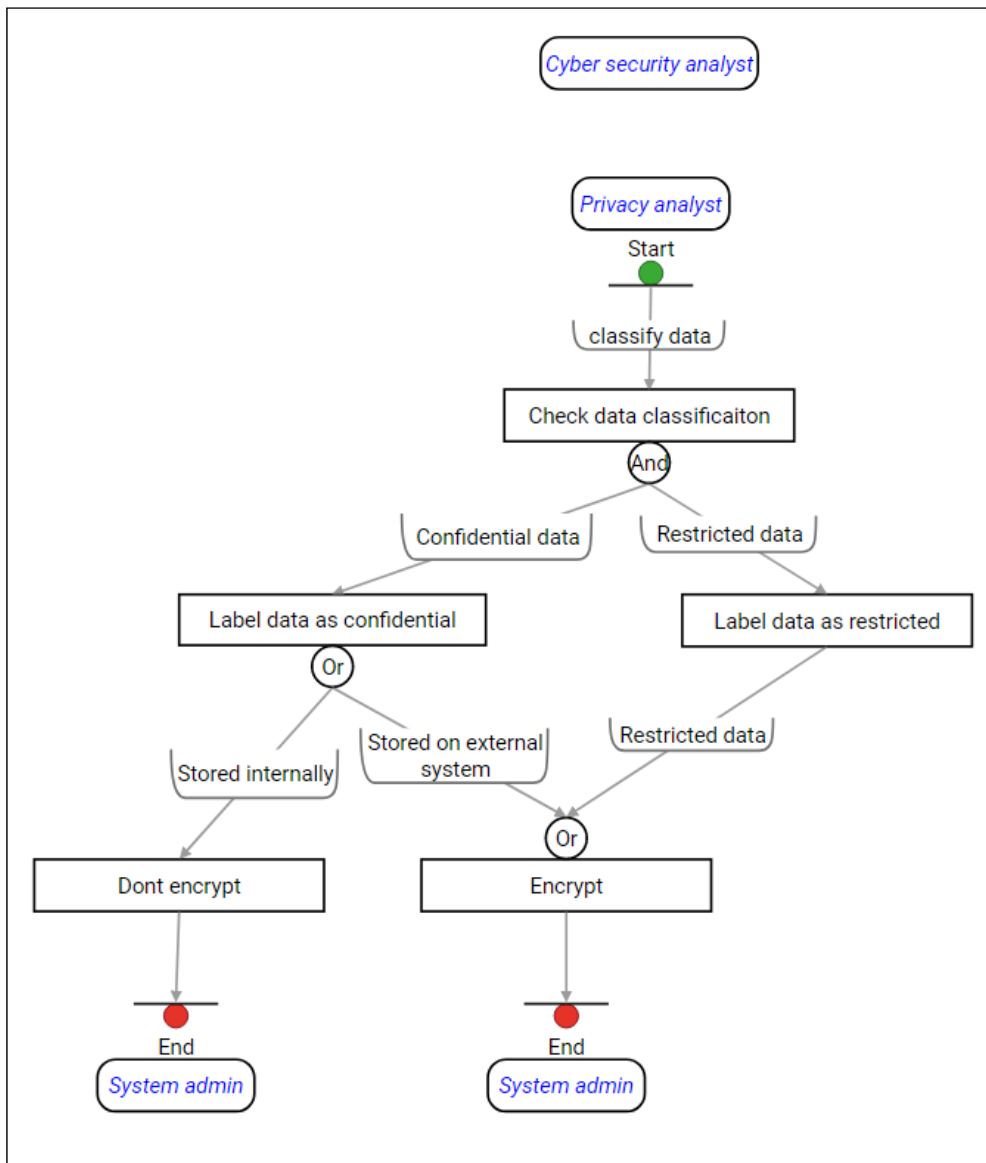 Cyber security analyst
Privacy analyst
Start
classify data
Check data classificaiton
And
Confidential data
Restricted data
Label data as confidential
Label data as restricted
Or
Stored internally
Stored on external
system
Restricted data
Or
Dont encrypt
Encrypt
End
End
System admin
System admin